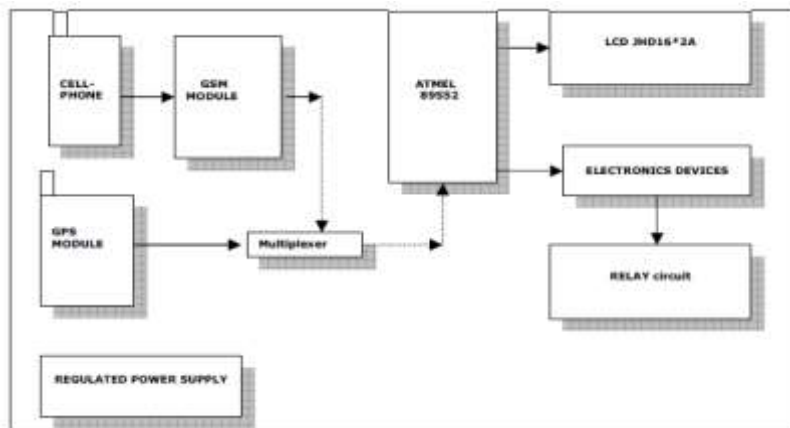 CELL-
PHONE
GSM
MODULE
ATMEL
89S52
LCD JHD16*2A
ELECTRONICS DEVICES
GPS
MODULE
Multiplexer
RELAY circuit
REGULATED POWER SUPPLY